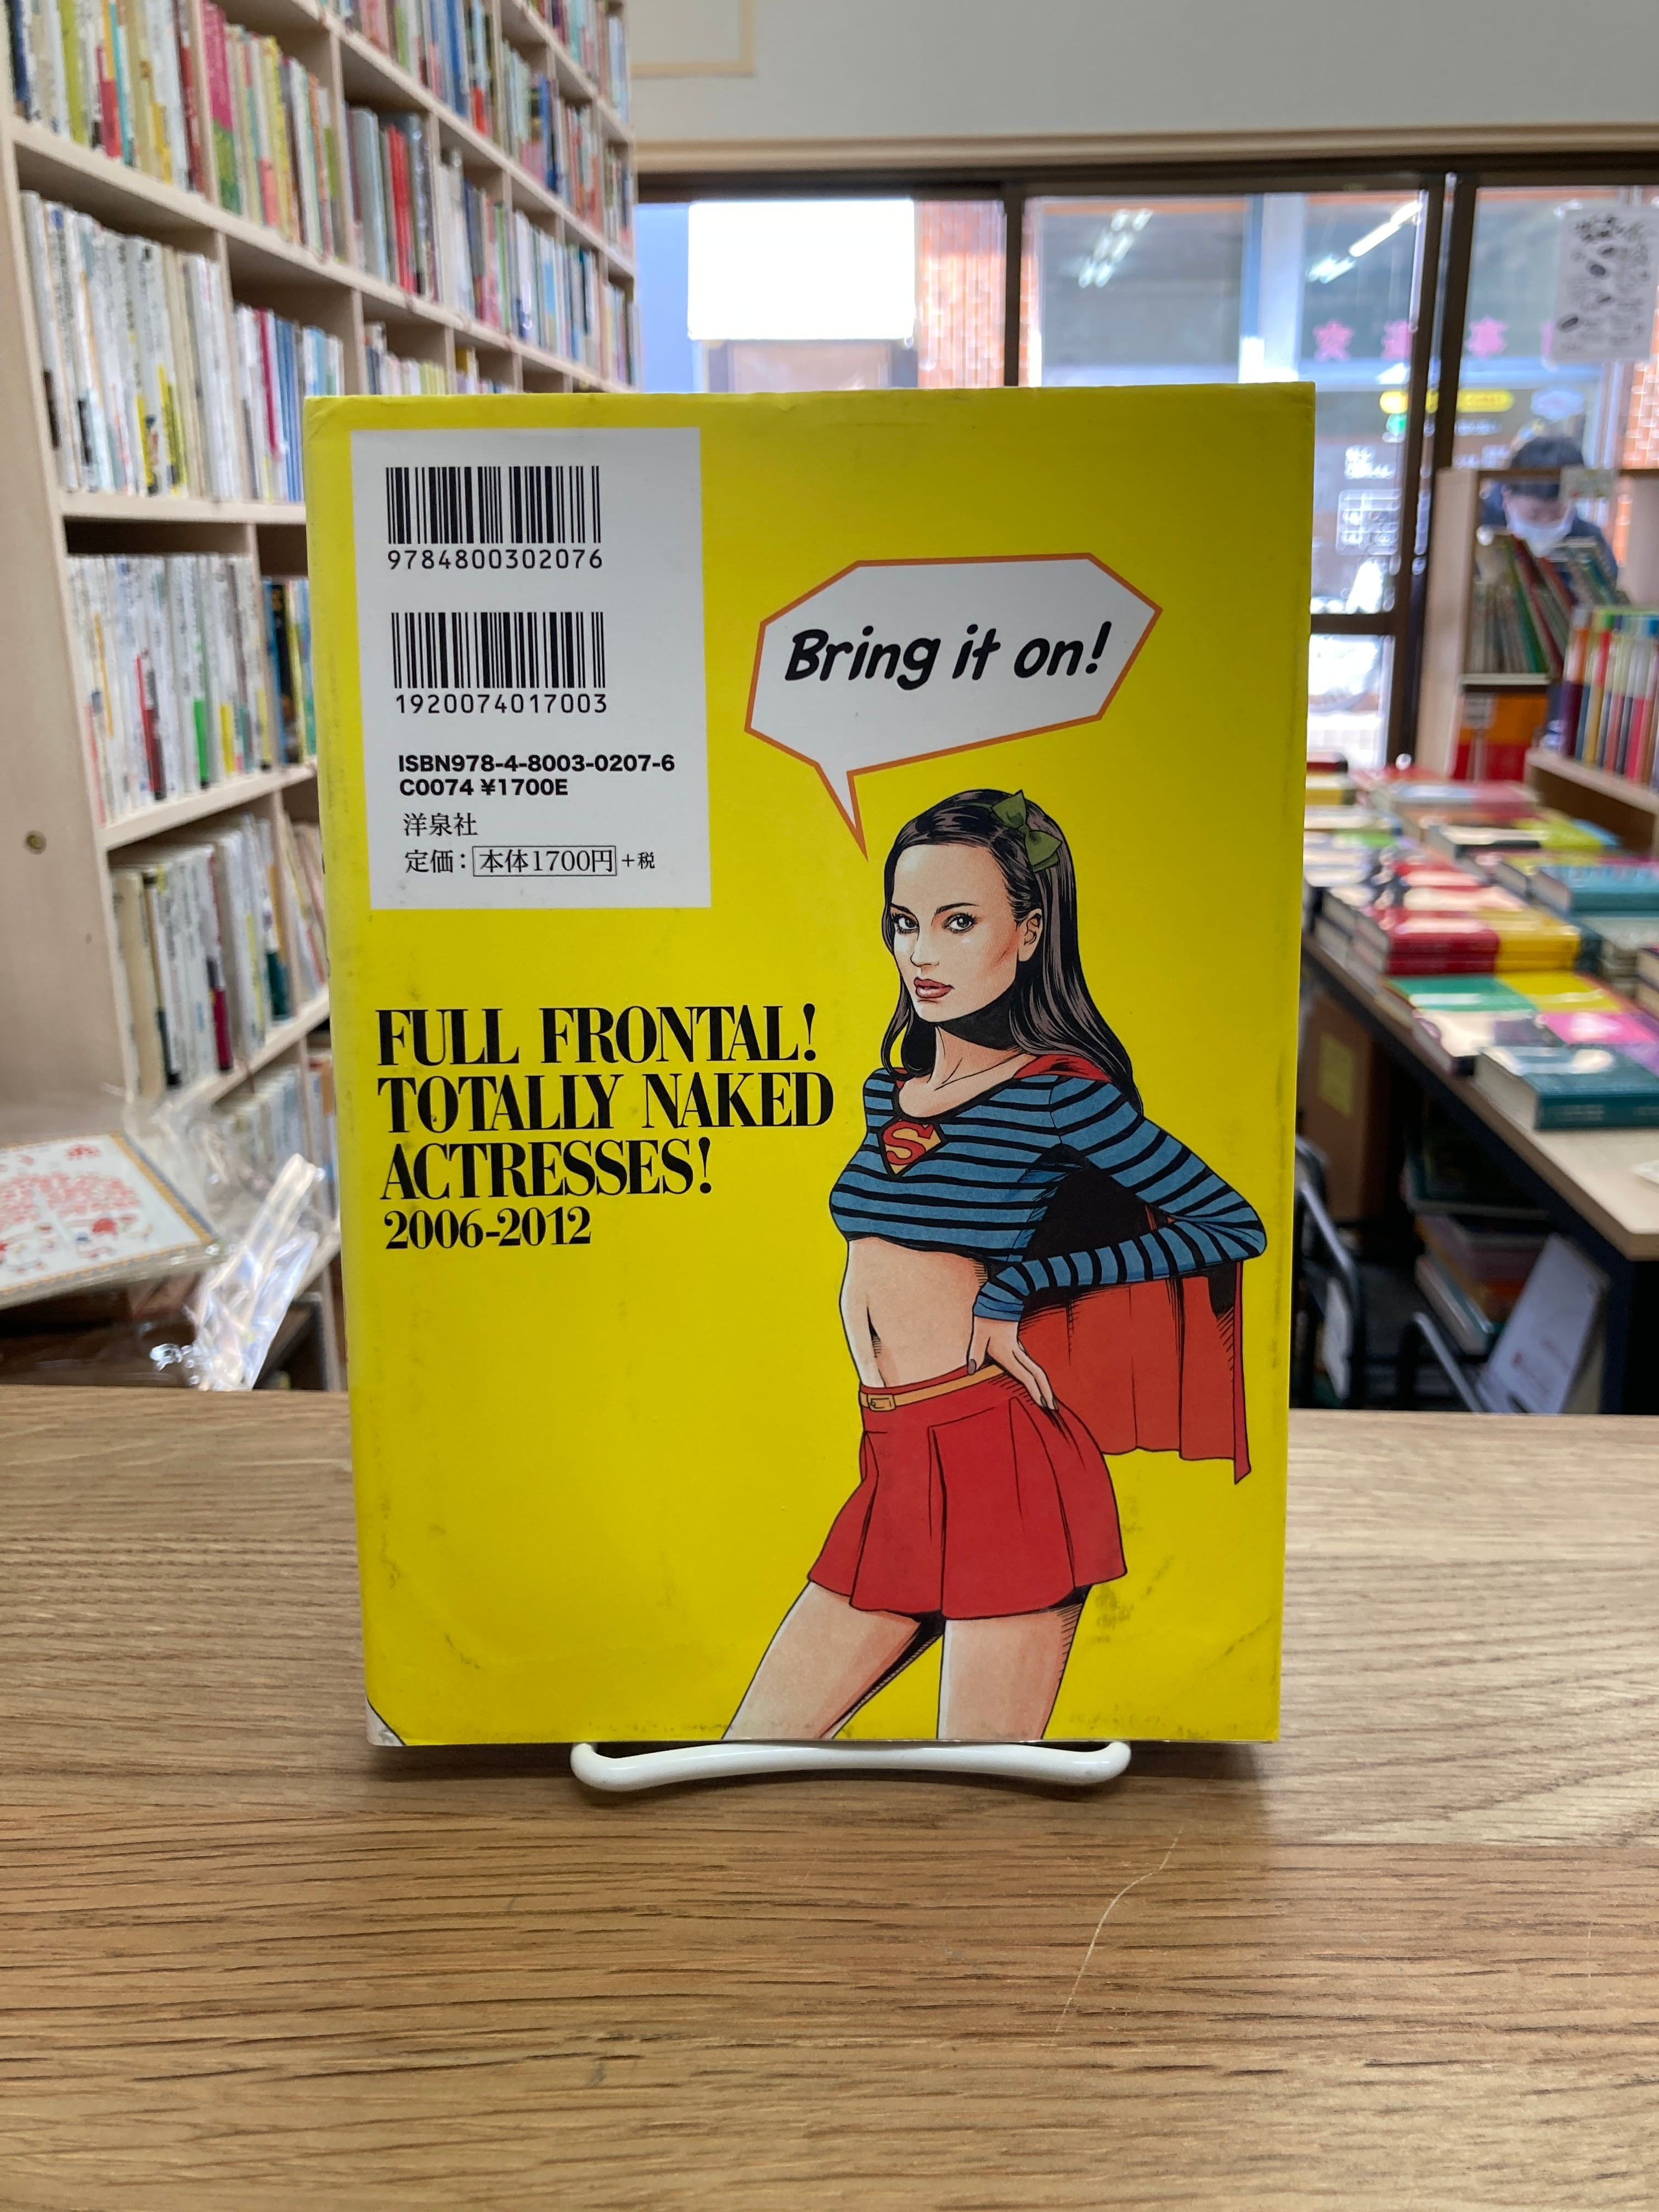 9784800302076
1920074017003
ISBN978-4-8003-0207-6
C0074 ¥1700E
洋泉社
定価：本体1700円+税
Bring it on!
FULL FRONTAL!
TOTALLY NAKED
ACTRESSES!
2006-2012
S